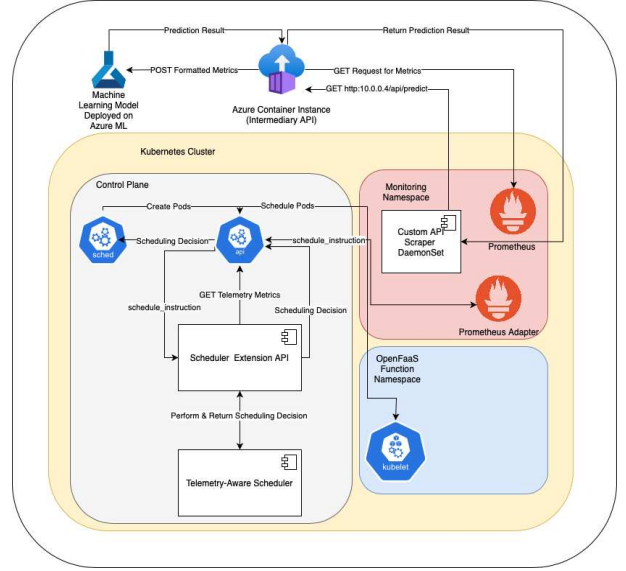 Prediction Result
Return Prediction Result
POST Formatted Metrics
GET Request for Metrics
GET http:10.0.0.4/api/predict
Machine
Learning Model
Deployed on
Azure ML
Azure Container Instance
(Intermediary API)
Kubernetes Cluster
Control Plane
Monitoring
Namespace
Create Pods
Schedule Pods
sched
Scheduling Decision
api
schedule_instruction
Custom API
Scraper
DaemonSet
Prometheus
schedule_instruction
GET Telemetry Metrics
Scheduling Decision
Prometheus Adapter
Scheduler Extension API
OpenFaaS
Function
Namespace
Perform & Return Scheduling Decision
kubelet
Telemetry-Aware Scheduler